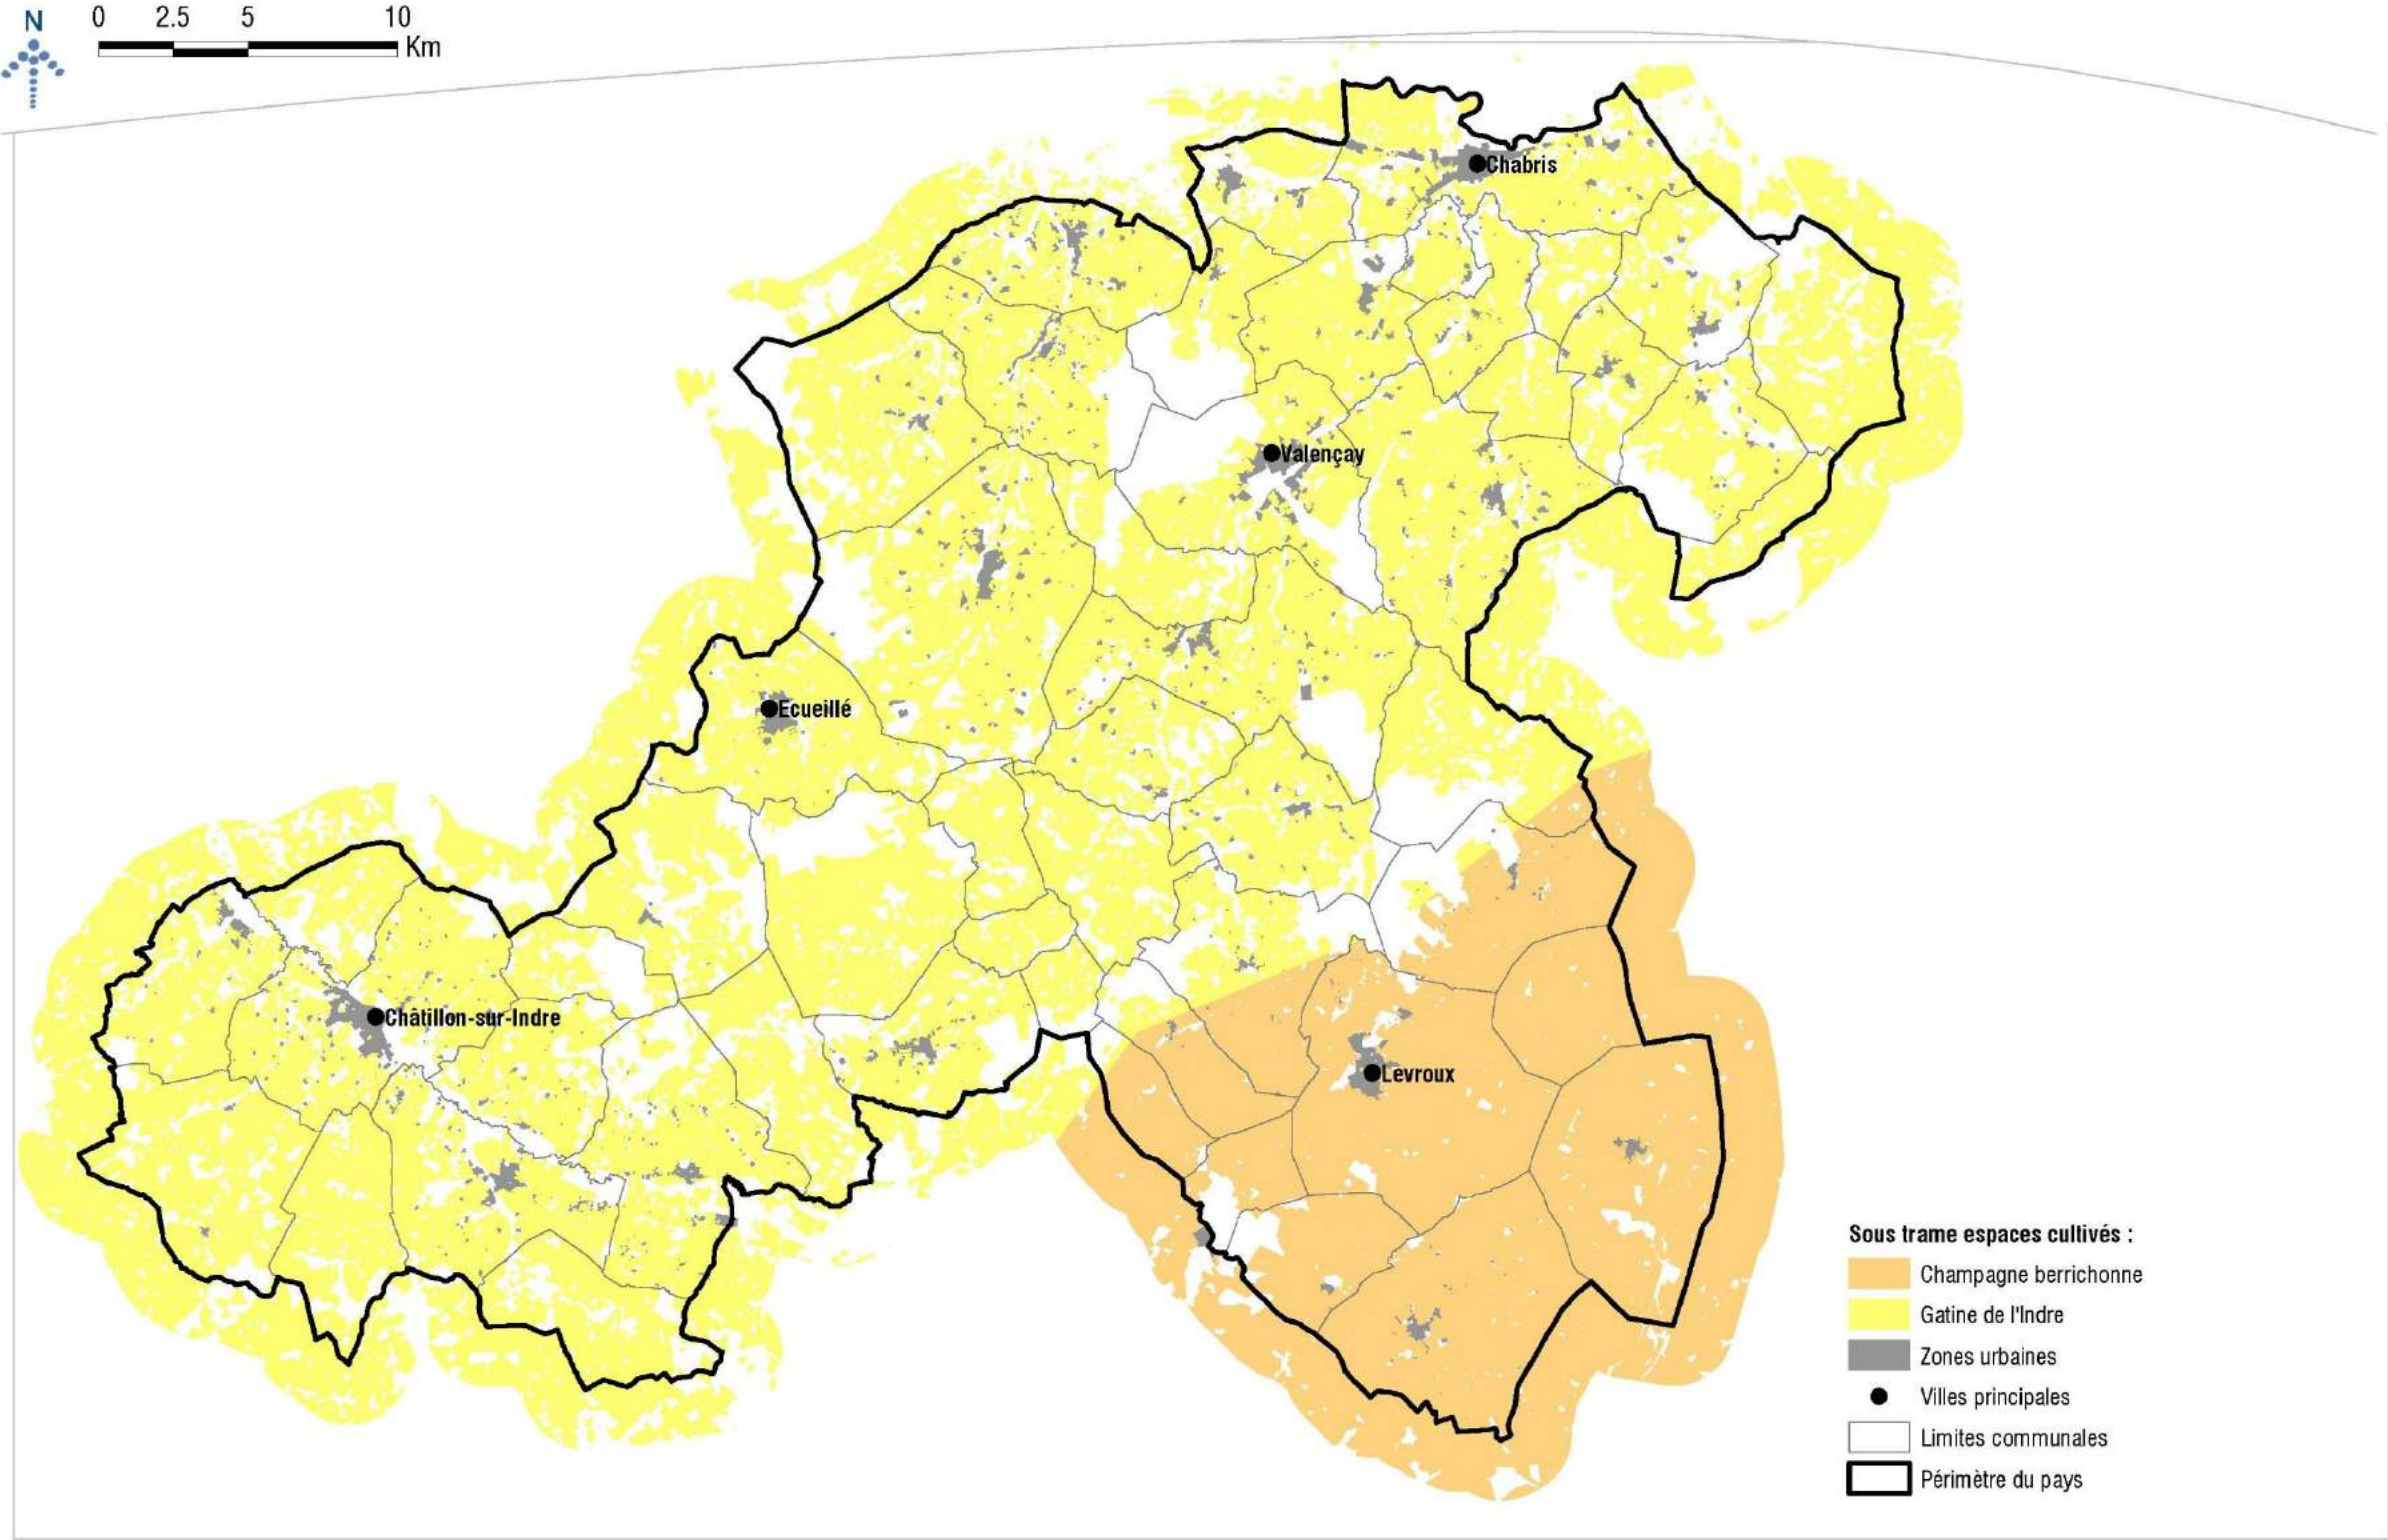 N
0 2.5 5 10
Km
Chabris
Valençay
Ecueillé
Châtillon-sur-Indre
Levroux
Sous trame espaces cultivés :
Champagne berrichonne
Gatine de l'Indre
Zones urbaines
Villes principales
Limites communales
Périmètre du pays